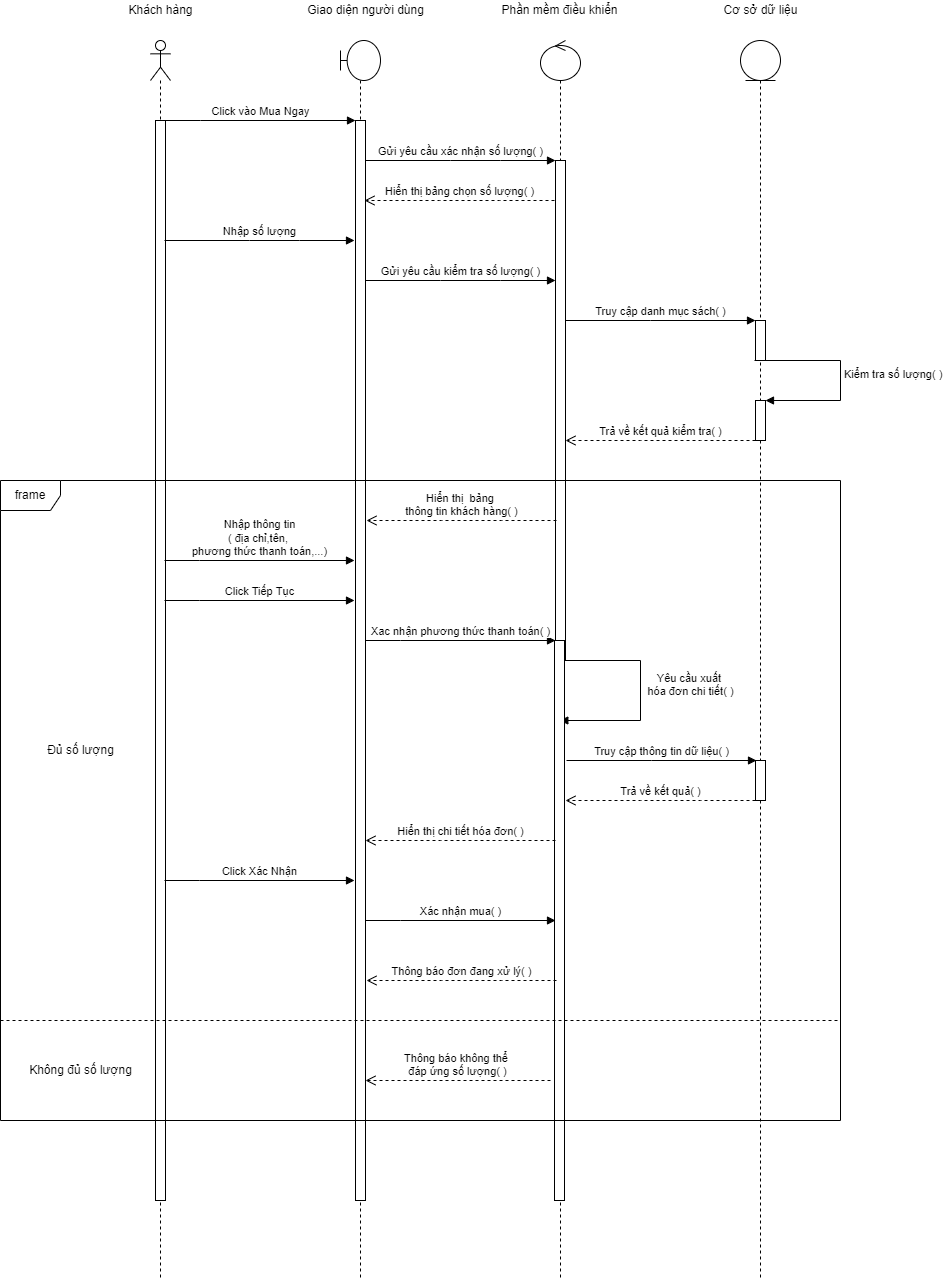 Khách hàng
Giao diện người dùng
Phần mềm điều khiển
Cơ sở dữ liệu
Click vào Mua Ngay
Gửi yêu cầu xác nhận số lượng( )
Hiển thị bảng chọn số lượng( )
Nhập số lượng
Gửi yêu cầu kiểm tra số lượng( )
Truy cập danh mục sách( )
Kiểm tra số lượng( )
Trả về kết quả kiểm tra( )
frame
Hiển thị bảng
thông tin khách hàng( )
Nhập thông tin
( địa chỉ,tên,
phương thức thanh toán,...)
Click Tiếp Tục
Xac nhận phương thức thanh toán( )
Yêu cầu xuất
hóa đơn chi tiết( )
Đủ số lượng
Truy cập thông tin dữ liệu( )
Trả về kết quả( )
Hiển thị chi tiết hóa đơn( )
Click Xác Nhận
Xác nhận mua( )
Thông báo đơn đang xử lý( )
Không đủ số lượng
Thông báo không thể
đáp ứng số lượng( )